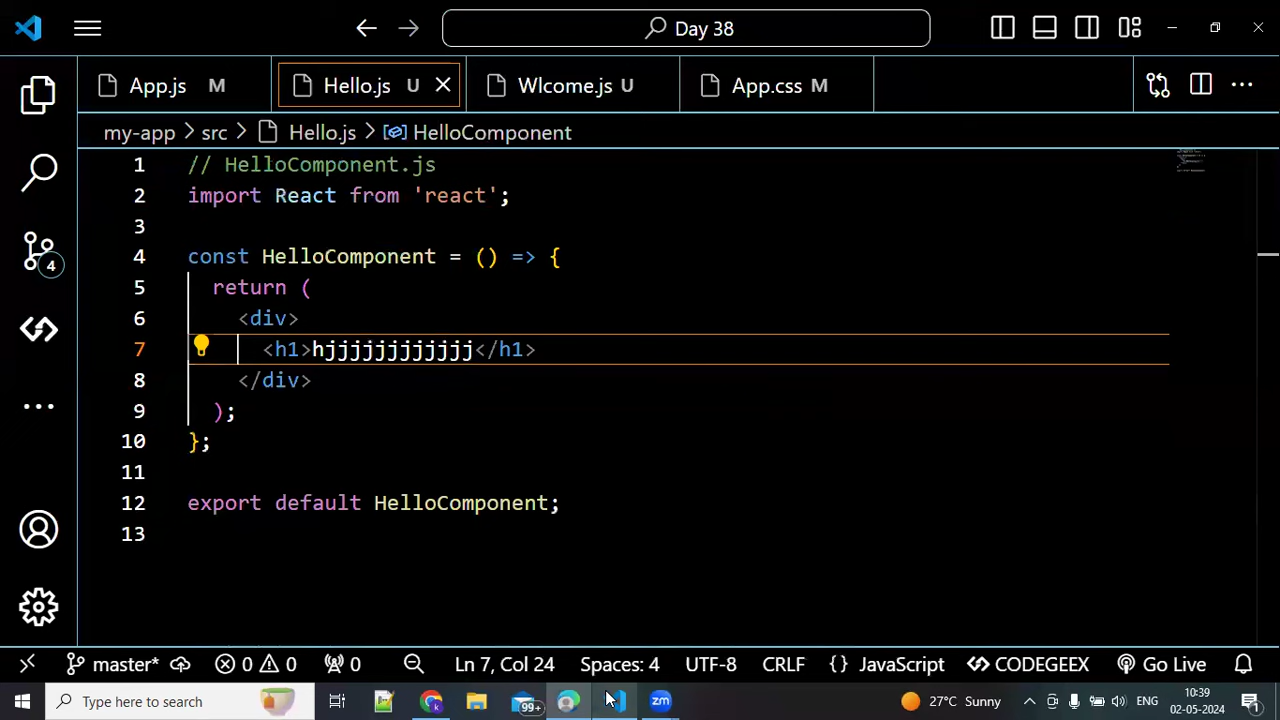 Day 38
App.js M
Hello.js U
Wlcome.js U
App.css M
my-app > src > Hello.js > HelloComponent
1 // HelloComponent.js
2 import React from 'react';
3
4 const HelloComponent = () => {
5 return (
6 <div>
7 <h1>hjjjjjjjjjjjj</h1>
8 </div>
9 );
10 };
11
12 export default HelloComponent;
13
4
master* 0 0 0 Ln 7, Col 24 Spaces: 4 UTF-8 CRLF {} JavaScript CODEGEEX Go Live
Type here to search
99+
zm
27°C Sunny
ENG
10:39
02-05-2024
1